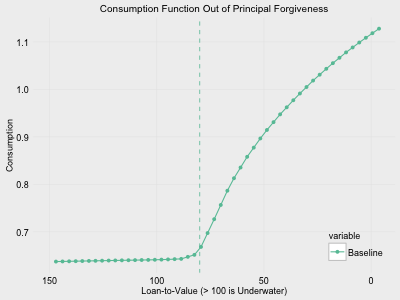 Consumption Function Out of Principal Forgiveness
1.1
1.0
0.9
0.8
0.7
Consumption
150
100
50
0
Loan-to-Value (> 100 is Underwater)
variable
Baseline